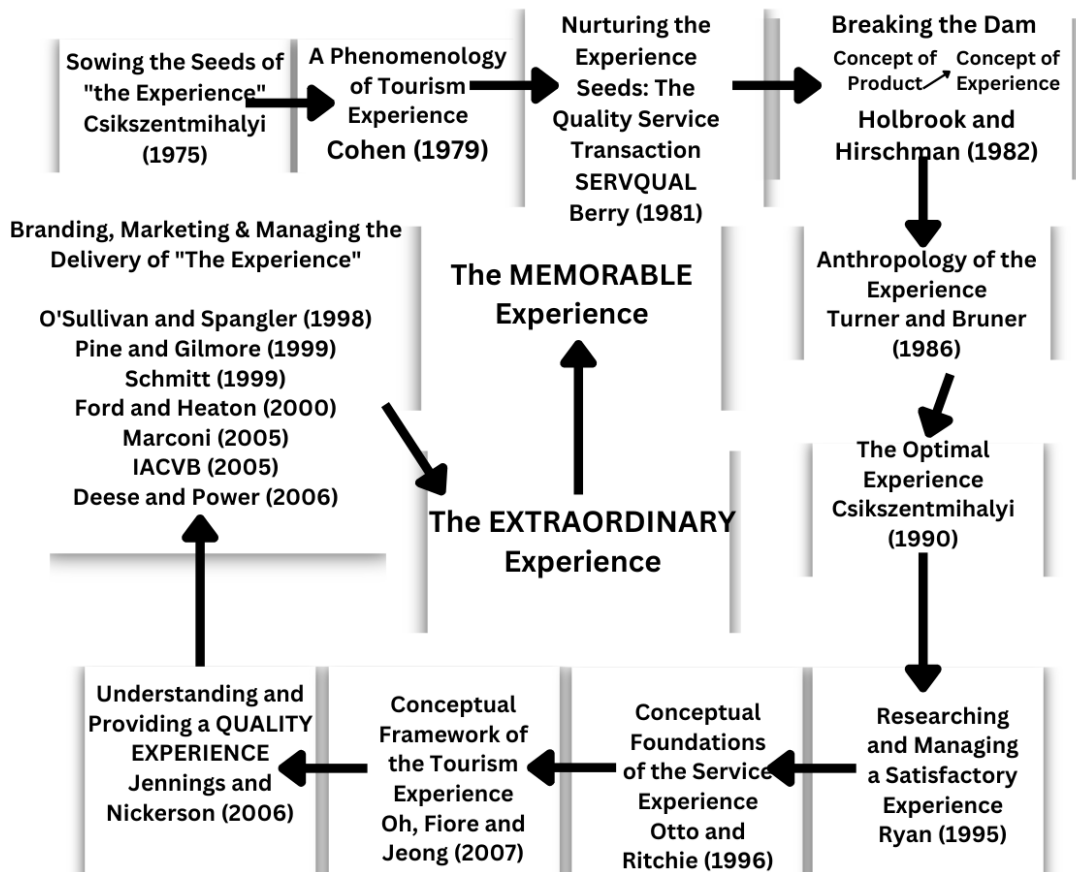 Sowing the Seeds of
"the Experience"
Csikszentmihalyi
(1975)
A Phenomenology
of Tourism
Experience
Cohen (1979)
Nurturing the
Experience
Seeds: The
Quality Service
Transaction
SERVQUAL
Berry (1981)
Breaking the Dam
Concept of
Product
Concept of
Experience
Holbrook and
Hirschman (1982)
Anthropology of the
Experience
Turner and Bruner
(1986)
The Optimal
Experience
Csikszentmihalyi
(1990)
Researching
and Managing
a Satisfactory
Experience
Ryan (1995)
Conceptual
Foundations
of the Service
Experience
Otto and
Ritchie (1996)
Conceptual
Framework of
the Tourism
Experience
Oh, Fiore and
Jeong (2007)
Understanding and
Providing a QUALITY
EXPERIENCE
Jennings and
Nickerson (2006)
Branding, Marketing & Managing the
Delivery of "The Experience"
O'Sullivan and Spangler (1998)
Pine and Gilmore (1999)
Schmitt (1999)
Ford and Heaton (2000)
Marconi (2005)
IACVB (2005)
Deese and Power (2006)
The EXTRAORDINARY
Experience
The MEMORABLE
Experience